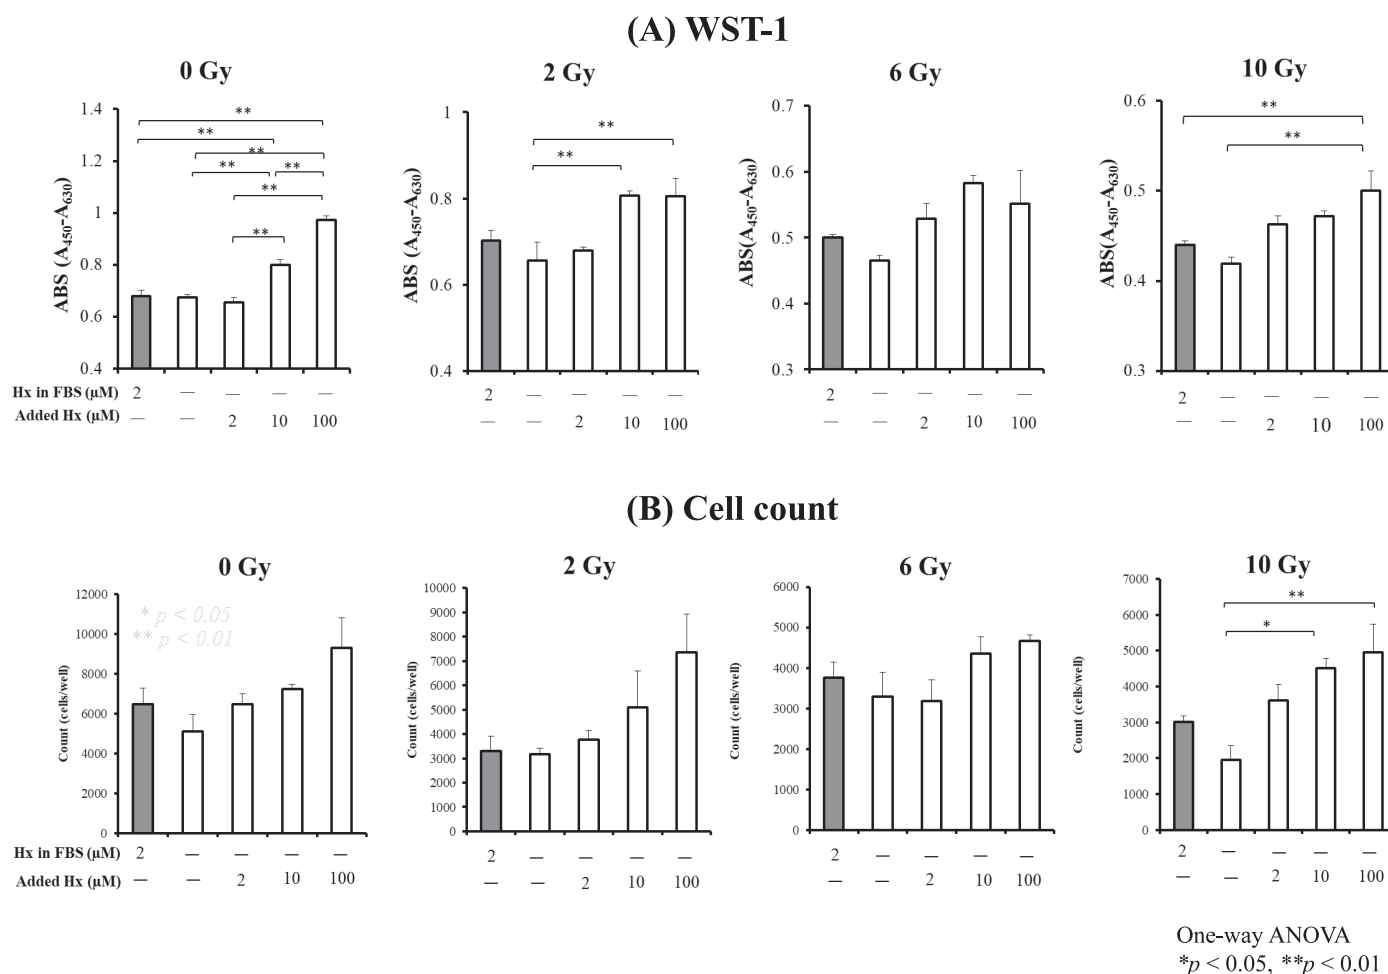 (A) WST-1
0 Gy
2 Gy
6 Gy
10 Gy
ABS (A450-A630)
1.4
1.2
1
0.8
0.6
0.4
**
**
**
**
**
**
**
ABS (A450-A630)
1
0.8
0.6
0.4
**
**
ABS(A450-A630)
0.7
0.6
0.5
0.4
0.3
ABS(A450-A630)
0.6
0.5
0.4
0.3
**
**
Hx in FBS (µM) 2 — — — — 2 — — — — 2 — — — — 2 — — — —
Added Hx (µM) — — 2 10 100 — — 2 10 100 — — 2 10 100 — — 2 10 100
(B) Cell count
0 Gy
2 Gy
6 Gy
10 Gy
Count (cells/well)
12000
10000
8000
6000
4000
2000
0
* p < 0.05
** p < 0.01
Count (cells/well)
10000
9000
8000
7000
6000
5000
4000
3000
2000
1000
0
Count (cells/well)
6000
5000
4000
3000
2000
1000
0
Count (cells/well)
7000
6000
5000
4000
3000
2000
1000
0
**
*
Hx in FBS (µM) 2 — — — — 2 — — — — 2 — — — — 2 — — — —
Added Hx (µM) — — 2 10 100 — — 2 10 100 — — 2 10 100 — — 2 10 100
One-way ANOVA
*p < 0.05, **p < 0.01